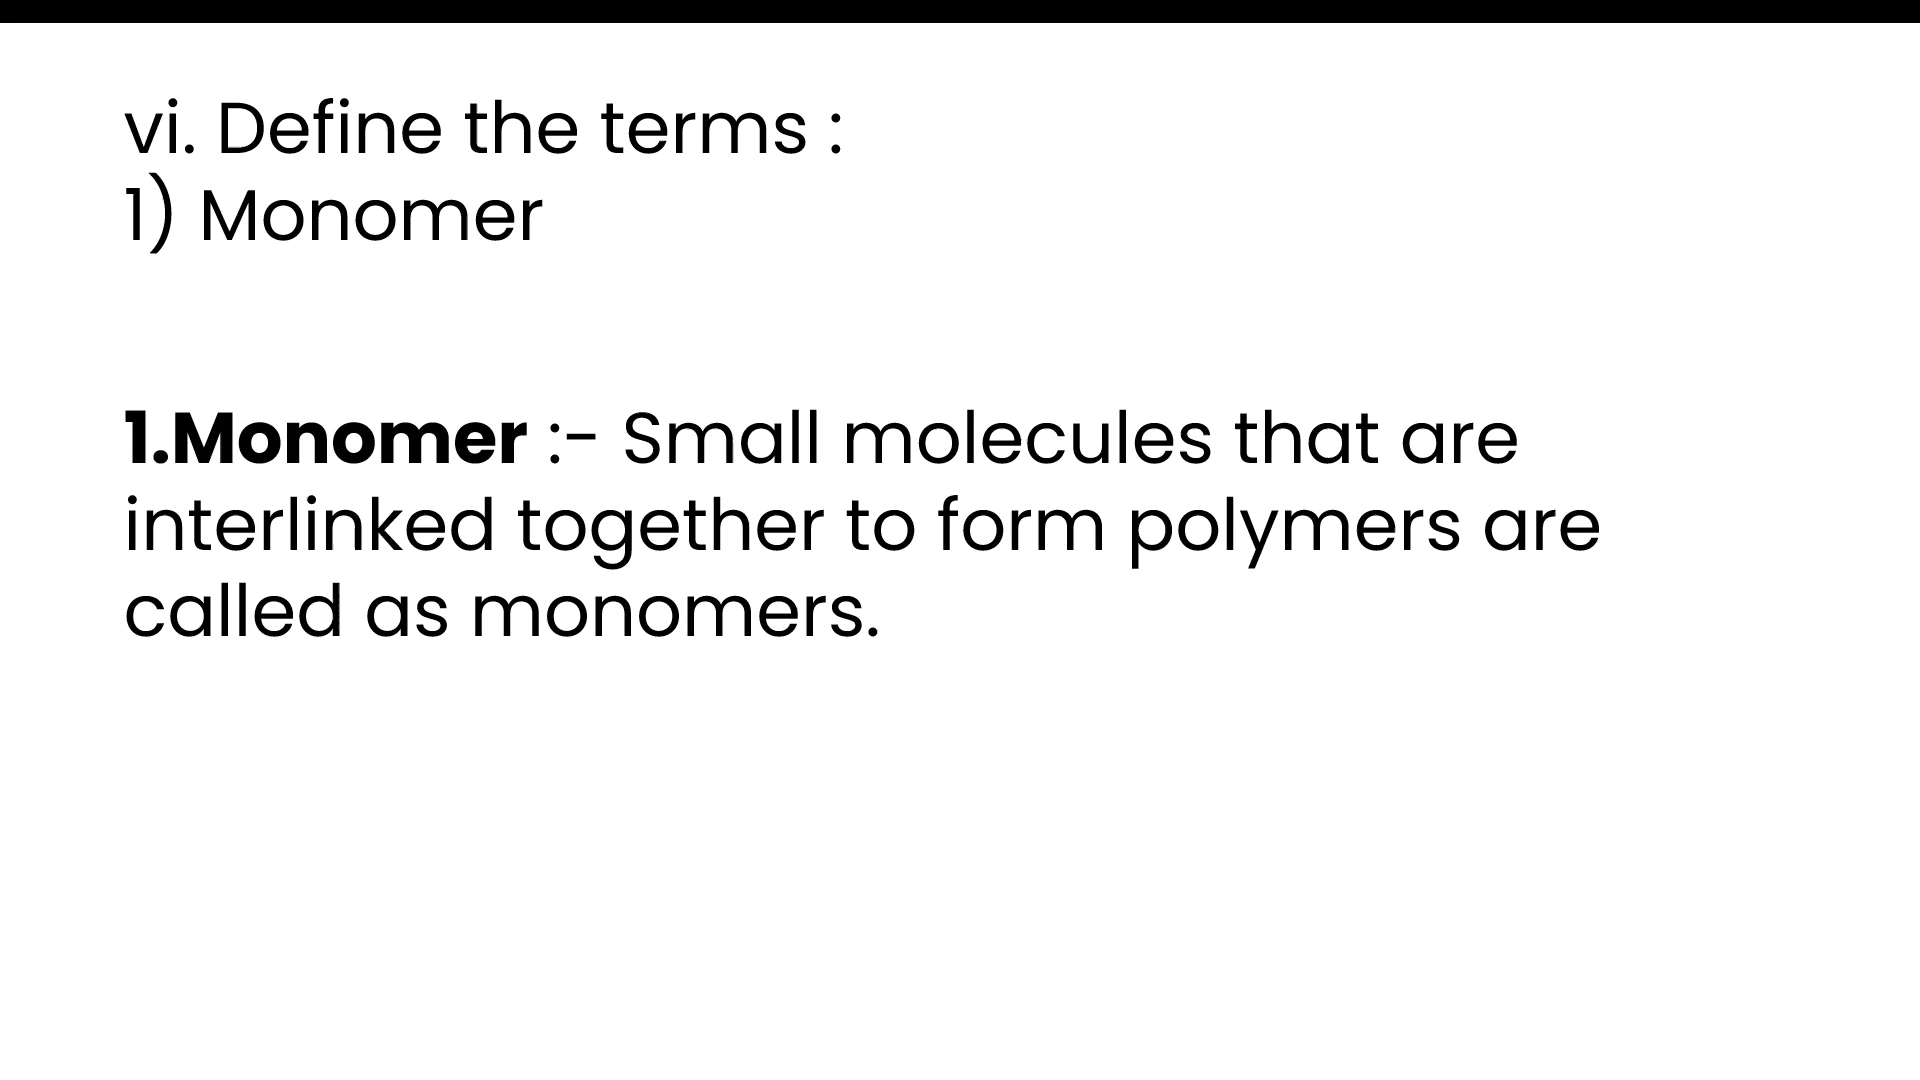 vi. Define the terms :
1) Monomer
1.Monomer :- Small molecules that are
interlinked together to form polymers are
called as monomers.